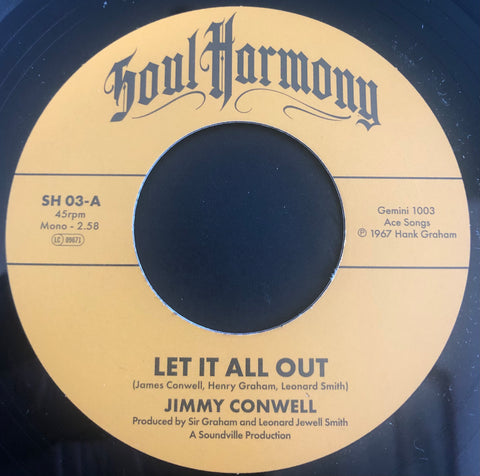 Soul Harmony
SH 03-A
45rpm
Mono - 2.58
LC 09671
Gemini 1003
Ace Songs
℗ 1967 Hank Graham
LET IT ALL OUT
(James Conwell, Henry Graham, Leonard Smith)
JIMMY CONWELL
Produced by Sir Graham and Leonard Jewell Smith
A Soundville Production